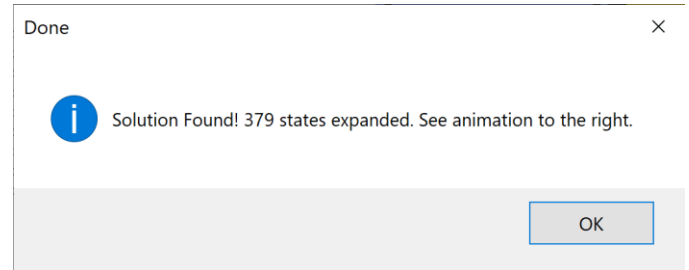 Done
Solution Found! 379 states expanded. See animation to the right.
OK